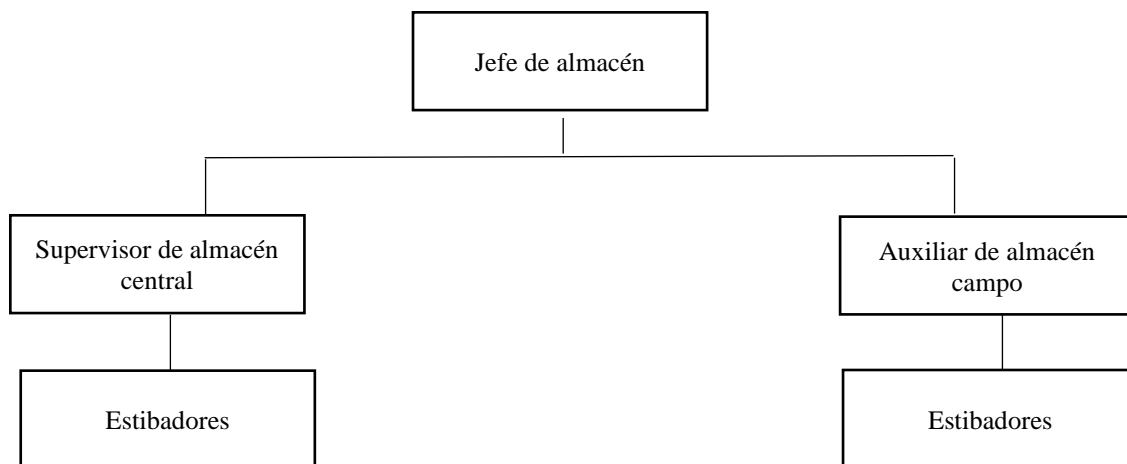 Jefe de almacén
Supervisor de almacén
central
Auxiliar de almacén
campo
Estibadores
Estibadores